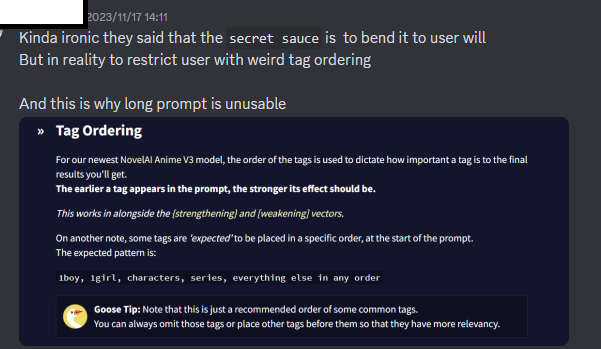 2023/11/17 14:11
Kinda ironic they said that the secret sauce is to bend it to user will
But in reality to restrict user with weird tag ordering
And this is why long prompt is unusable
» Tag Ordering
For our newest NovelAI Anime V3 model, the order of the tags is used to dictate how important a tag is to the final
results you'll get.
The earlier a tag appears in the prompt, the stronger its effect should be.
This works in alongside the {strengthening} and [weakening] vectors.
On another note, some tags are 'expected' to be placed in a specific order, at the start of the prompt.
The expected pattern is:
1boy, 1girl, characters, series, everything else in any order
Goose Tip: Note that this is just a recommended order of some common tags.
You can always omit those tags or place other tags before them so that they have more relevancy.